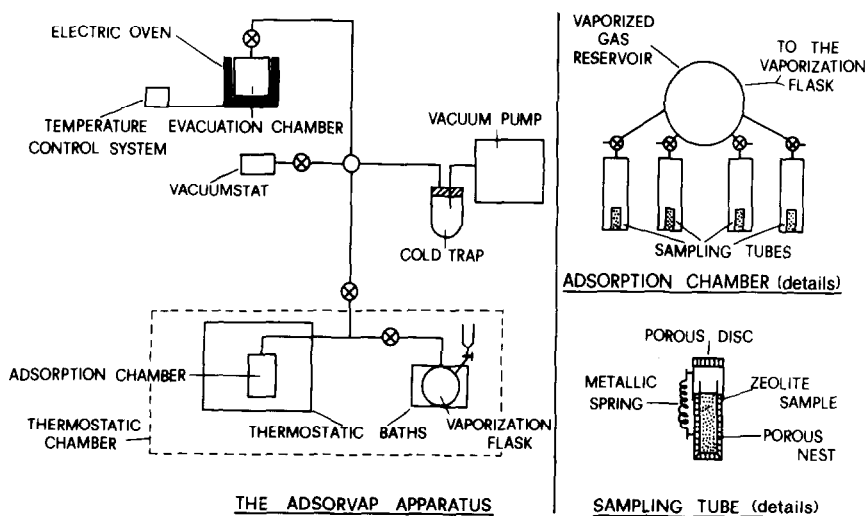 ELECTRIC OVEN
TEMPERATURE
CONTROL SYSTEM
EVACUATION CHAMBER
VACUUMSTAT
VACUUM PUMP
COLD TRAP
ADSORPTION CHAMBER
THERMOSTATIC
CHAMBER
THERMOSTATIC BATHS
VAPORIZATION
FLASK
THE ADSORVAP APPARATUS
VAPORIZED
GAS
RESERVOIR
TO THE
VAPORIZATION
FLASK
SAMPLING TUBES
ADSORPTION CHAMBER (details)
POROUS DISC
METALLIC
SPRING
ZEOLITE
SAMPLE
POROUS
NEST
SAMPLING TUBE (details)